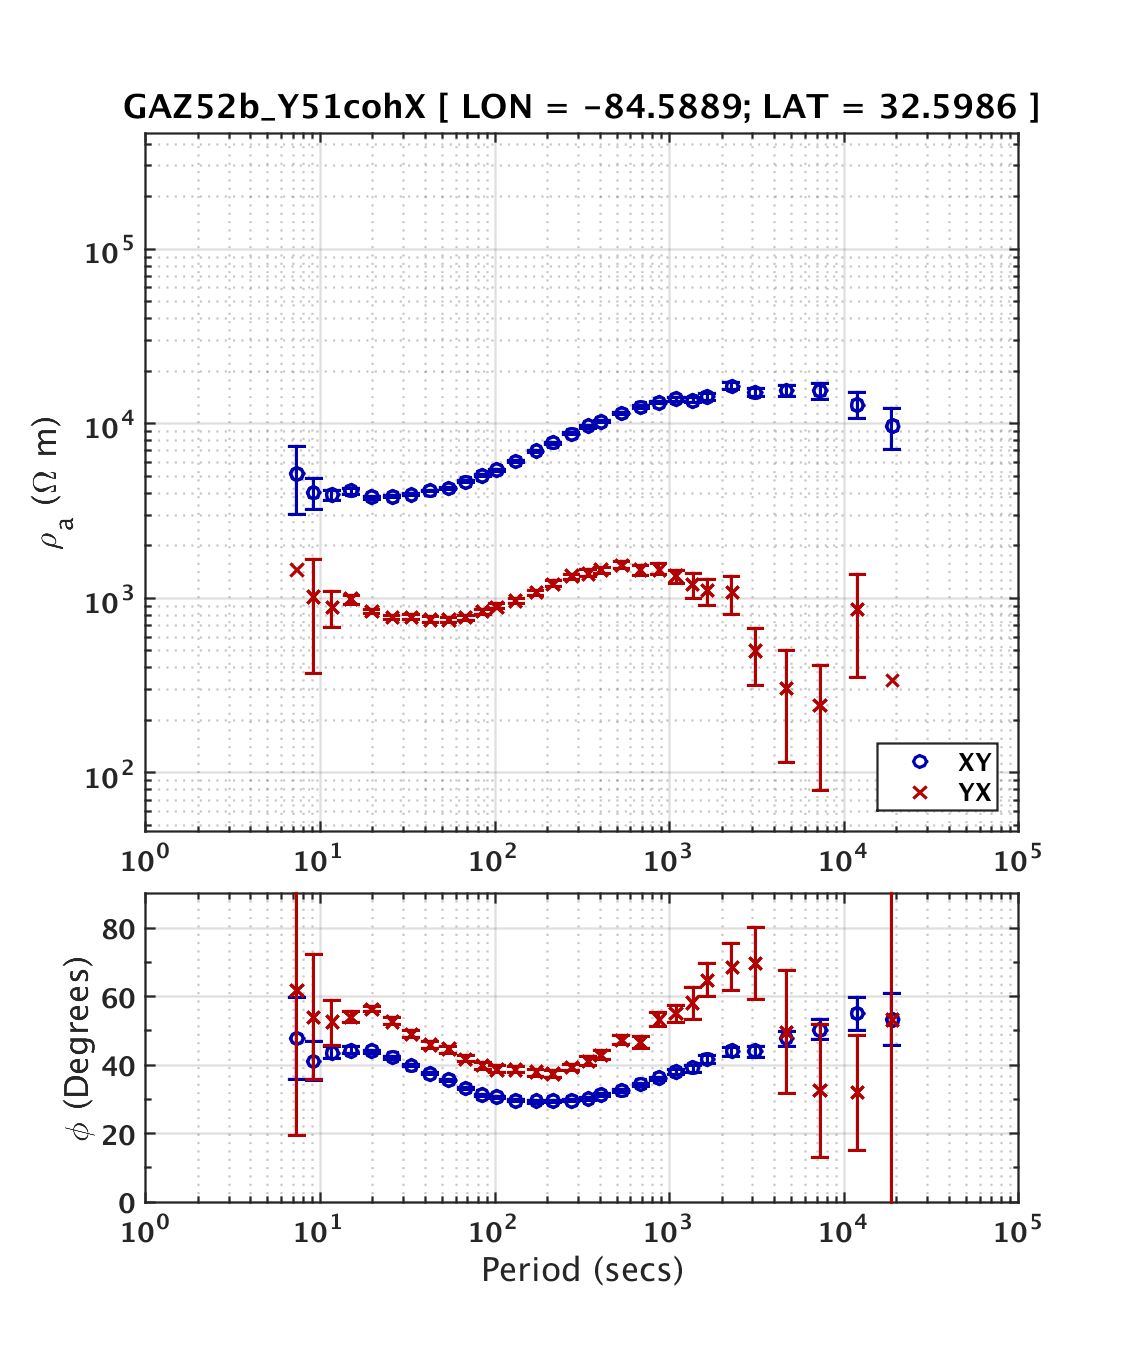 GAZ52b_Y51cohX [ LON = -84.5889; LAT = 32.5986 ]
ρa (Ω m)
10^5
10^4
10^3
10^2
XY
YX
10^0 10^1 10^2 10^3 10^4 10^5
ϕ (Degrees)
80
60
40
20
0
10^0 10^1 10^2 10^3 10^4 10^5
Period (secs)